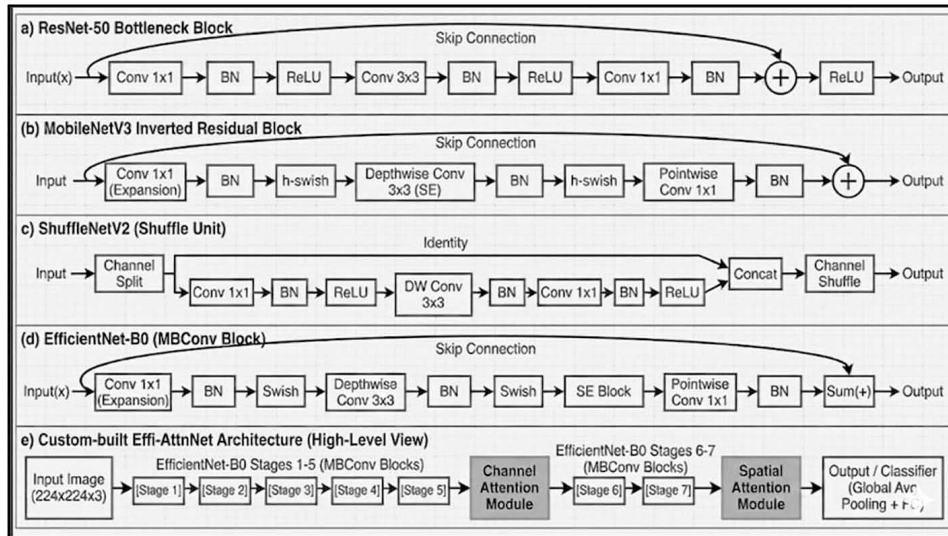 a) ResNet-50 Bottleneck Block
Skip Connection
Input(x) Conv 1x1 BN ReLU Conv 3x3 BN ReLU Conv 1x1 BN + ReLU Output
(b) MobileNetV3 Inverted Residual Block
Skip Connection
Input Conv 1x1 (Expansion) BN h-swish Depthwise Conv 3x3 (SE) BN h-swish Pointwise Conv 1x1 BN + Output
c) ShuffleNetV2 (Shuffle Unit)
Identity
Input Channel Split Concat Channel Shuffle Output
Conv 1x1 BN ReLU DW Conv 3x3 BN Conv 1x1 BN ReLU
(d) EfficientNet-B0 (MBConv Block)
Skip Connection
Input(x) Conv 1x1 (Expansion) BN Swish Depthwise Conv 3x3 BN Swish SE Block Pointwise Conv 1x1 BN Sum(+) Output
e) Custom-built Effi-AttnNet Architecture (High-Level View)
EfficientNet-B0 Stages 1-5 (MBConv Blocks)
EfficientNet-B0 Stages 6-7 (MBConv Blocks)
Input Image (224x224x3) [Stage 1] [Stage 2] [Stage 3] [Stage 4] [Stage 5] Channel Attention Module [Stage 6] [Stage 7] Spatial Attention Module Output / Classifier (Global Avg Pooling +